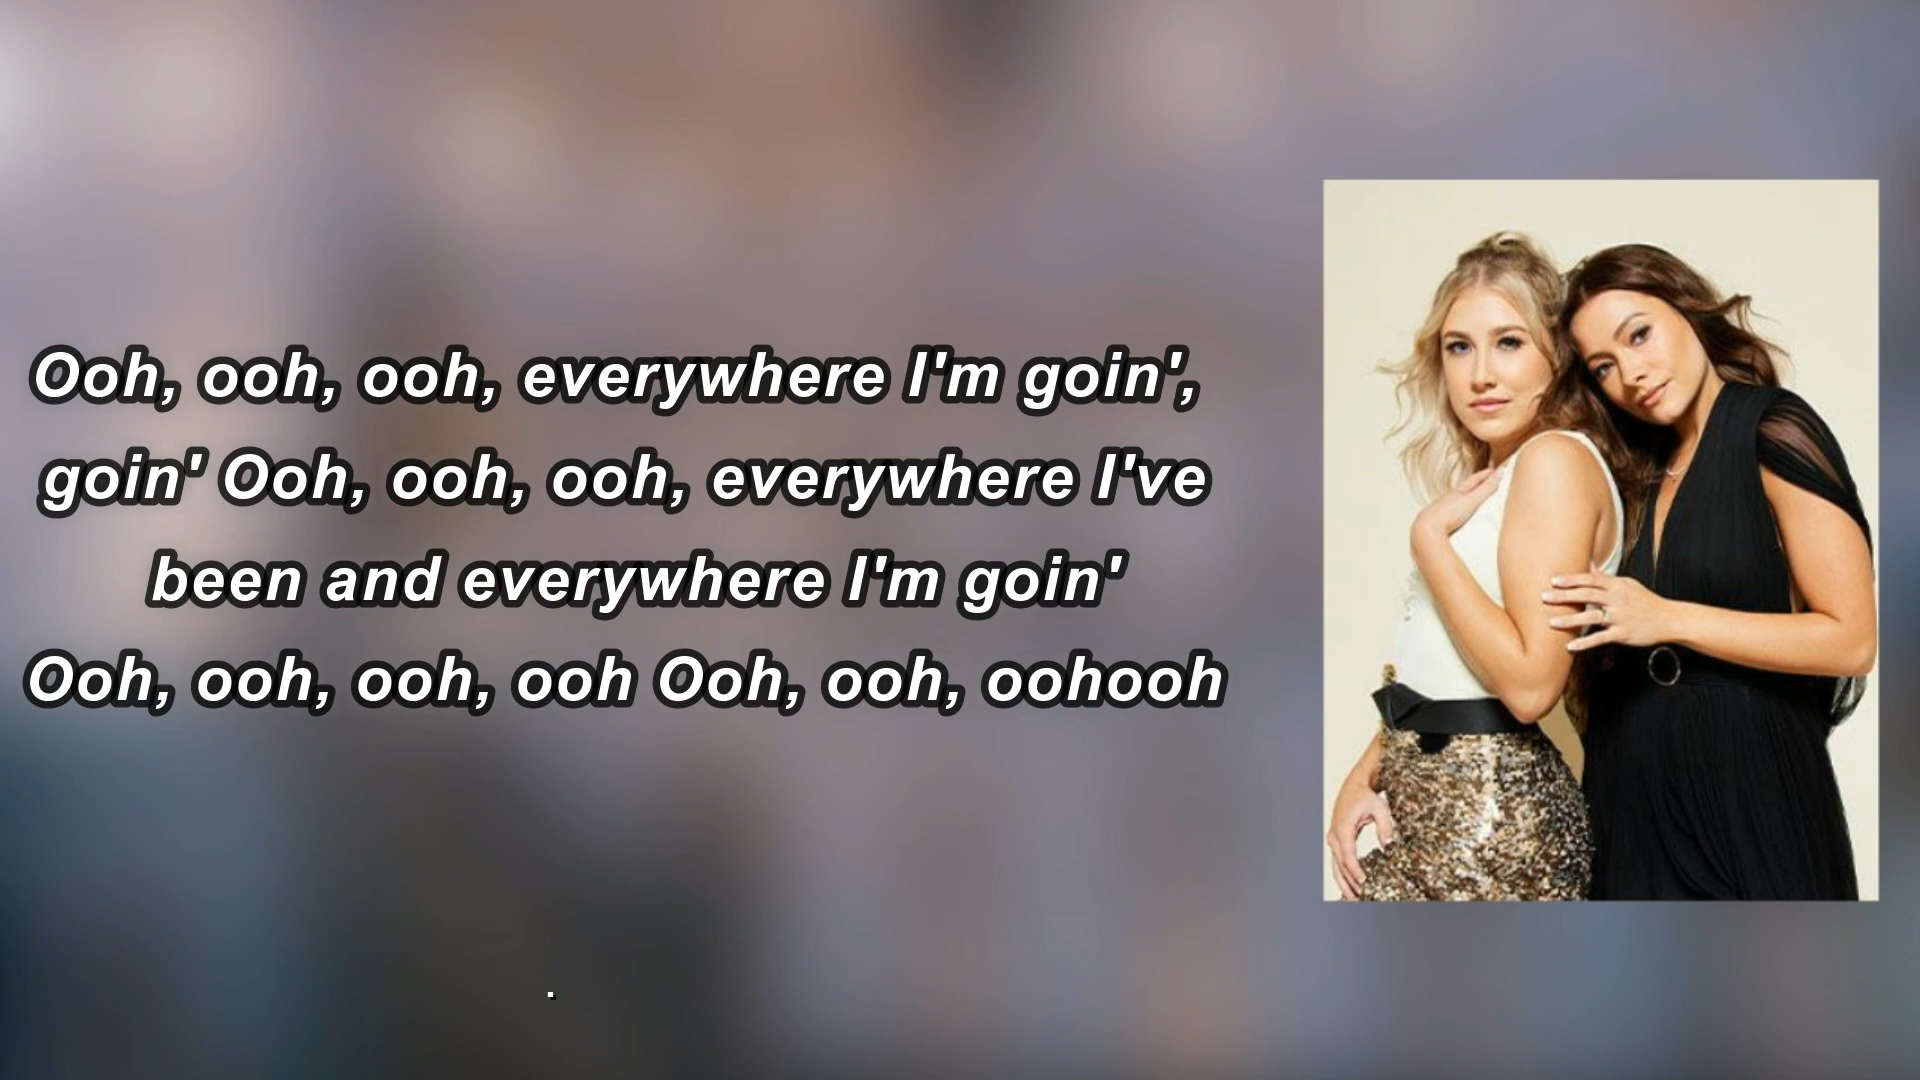 Ooh, ooh, ooh, everywhere I'm goin',
goin' Ooh, ooh, ooh, everywhere I've
been and everywhere I'm goin'
Ooh, ooh, ooh, ooh Ooh, ooh, oohooh
.